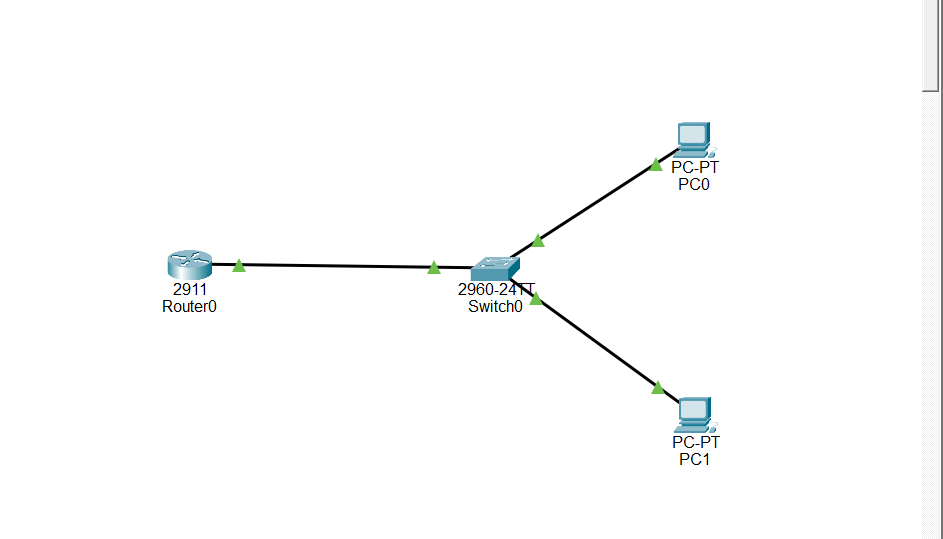 PC-PT
PC0
2911
Router0
2960-24TT
Switch0
PC-PT
PC1